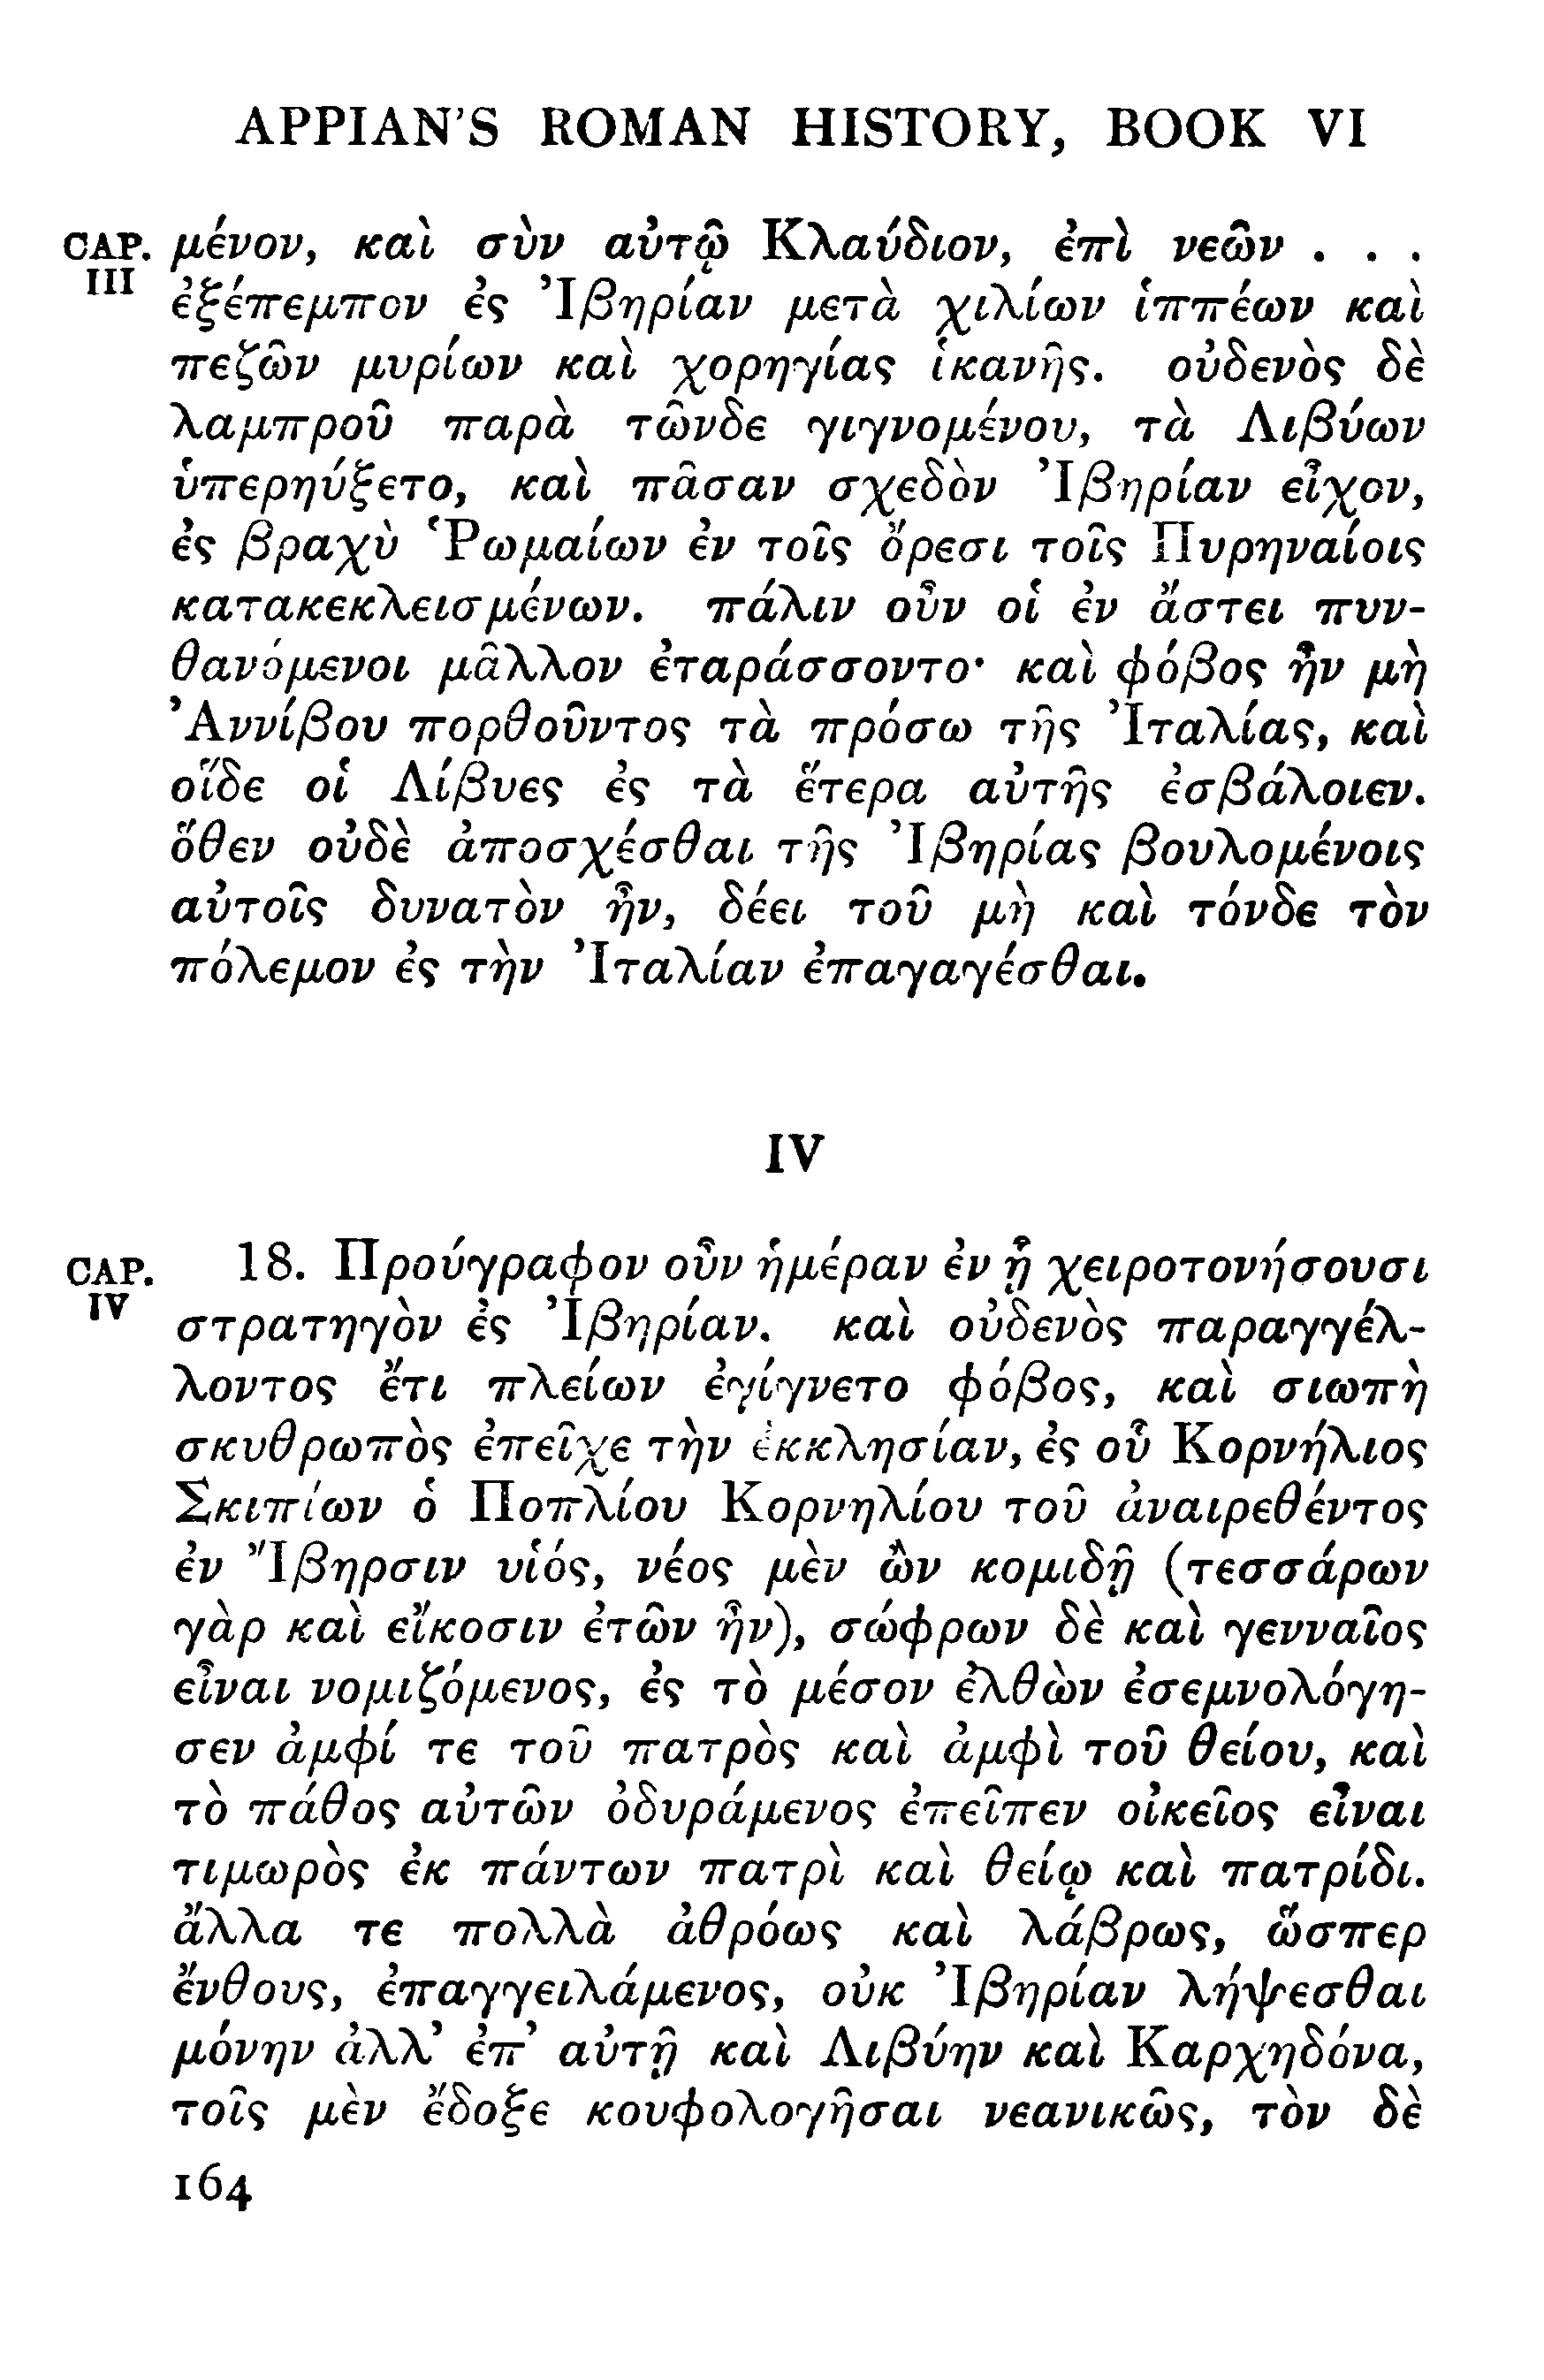 APPIAN'S ROMAN HISTORY, BOOK VI
CAP. III μένον, καὶ σὺν αὐτῷ Κλαύδιον, ἐπὶ νεῶν . . .
ἐξέπεμπον ἐς Ἰβηρίαν μετὰ χιλίων ἱππέων καὶ
πεζῶν μυρίων καὶ χορηγίας ἱκανῆς. οὐδενὸς δὲ
λαμπροῦ παρὰ τῶνδε γιγνομένου, τὰ Λιβύων
ὑπερηύξετο, καὶ πᾶσαν σχεδὸν Ἰβηρίαν εἶχον,
ἐς βραχὺ Ῥωμαίων ἐν τοῖς ὄρεσι τοῖς Πυρηναίοις
κατακεκλεισμένων. πάλιν οὖν οἱ ἐν ἄστει πυν-
θανόμενοι μᾶλλον ἐταράσσοντο· καὶ φόβος ἦν μὴ
Ἀννίβου πορθοῦντος τὰ πρόσω τῆς Ἰταλίας, καὶ
οἵδε οἱ Λίβυες ἐς τὰ ἕτερα αὐτῆς ἐσβάλοιεν.
ὅθεν οὐδὲ ἀποσχέσθαι τῆς Ἰβηρίας βουλομένοις
αὐτοῖς δυνατὸν ἦν, δέει τοῦ μὴ καὶ τόνδε τὸν
πόλεμον ἐς τὴν Ἰταλίαν ἐπαγαγέσθαι.
IV
CAP. IV 18. Προύγραφον οὖν ἡμέραν ἐν ᾗ χειροτονήσουσι
στρατηγὸν ἐς Ἰβηρίαν. καὶ οὐδενὸς παραγγέλ-
λοντος ἔτι πλείων ἐγίγνετο φόβος, καὶ σιωπὴ
σκυθρωπὸς ἐπεῖχε τὴν ἐκκλησίαν, ἐς οὗ Κορνήλιος
Σκιπίων ὁ Ποπλίου Κορνηλίου τοῦ ἀναιρεθέντος
ἐν Ἴβηρσιν υἱός, νέος μὲν ὢν κομιδῇ (τεσσάρων
γὰρ καὶ εἴκοσιν ἐτῶν ἦν), σώφρων δὲ καὶ γενναῖος
εἶναι νομιζόμενος, ἐς τὸ μέσον ἐλθὼν ἐσεμνολόγη-
σεν ἀμφί τε τοῦ πατρὸς καὶ ἀμφὶ τοῦ θείου, καὶ
τὸ πάθος αὐτῶν ὀδυράμενος ἐπεῖπεν οἰκεῖος εἶναι
τιμωρὸς ἐκ πάντων πατρὶ καὶ θείῳ καὶ πατρίδι.
ἄλλα τε πολλὰ ἀθρόως καὶ λάβρως, ὥσπερ
ἔνθους, ἐπαγγειλάμενος, οὐκ Ἰβηρίαν λήψεσθαι
μόνην ἀλλ' ἐπ' αὐτῇ καὶ Λιβύην καὶ Καρχηδόνα,
τοῖς μὲν ἔδοξε κουφολογῆσαι νεανικῶς, τὸν δὲ
164